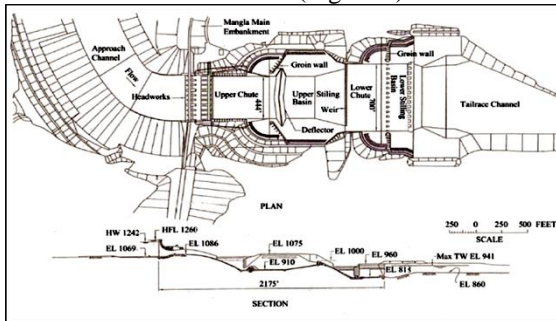 Mangla Main
Embankment
Approach
Channel
Flow
Headworks
Upper Chute
444'
Groin wall
Upper Stiling
Basin
Weir
Deflector
Lower Chute
700'
Groin wall
Lower Stiling
Basin
Tailrace Channel
PLAN
250 0 250 500 FEET
SCALE
HW 1242
HFL 1260
EL 1069
EL 1086
EL 1075
EL 910
EL 1000
EL 960
EL 813
Max TW EL 941
EL 860
2175'
SECTION